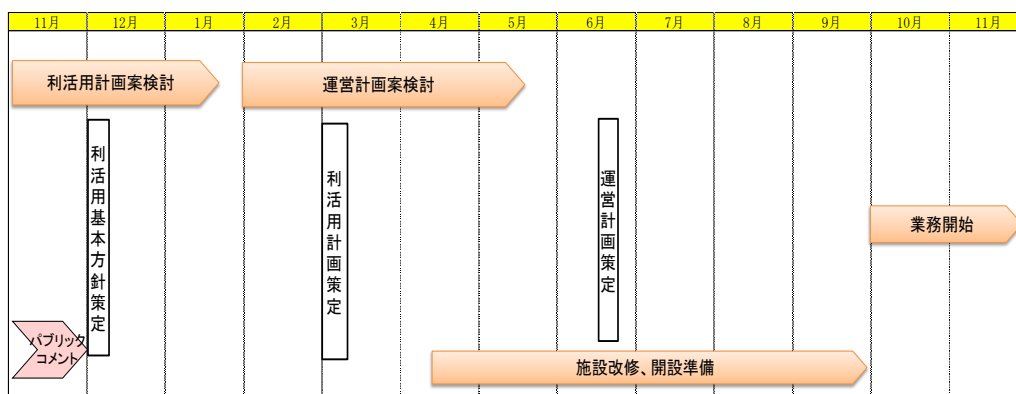 11月 12月 1月 2月 3月 4月 5月 6月 7月 8月 9月 10月 11月
利活用計画案検討
運営計画案検討
利活用基本方針策定
利活用計画策定
運営計画策定
業務開始
パブリック
コメント
施設改修、開設準備